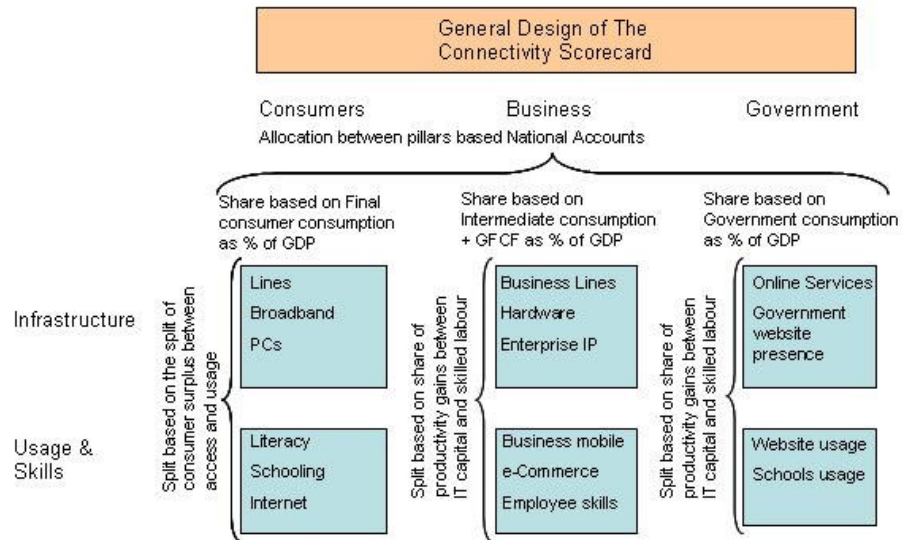 General Design of The
Connectivity Scorecard
Consumers
Business
Government
Allocation between pillars based National Accounts
Share based on Final
consumer consumption
as % of GDP
Share based on
Intermediate consumption
+ GFCF as % of GDP
Share based on
Government consumption
as % of GDP
Infrastructure
Split based on the split of
consumer surplus between
access and usage
Lines
Broadband
PCs
Split based on share of
productivity gains between
IT capital and skilled labour
Business Lines
Hardware
Enterprise IP
Split based on share of
productivity gains between
IT capital and skilled labour
Online Services
Government
website
presence
Usage &
Skills
Literacy
Schooling
Internet
Business mobile
e-Commerce
Employee skills
Website usage
Schools usage